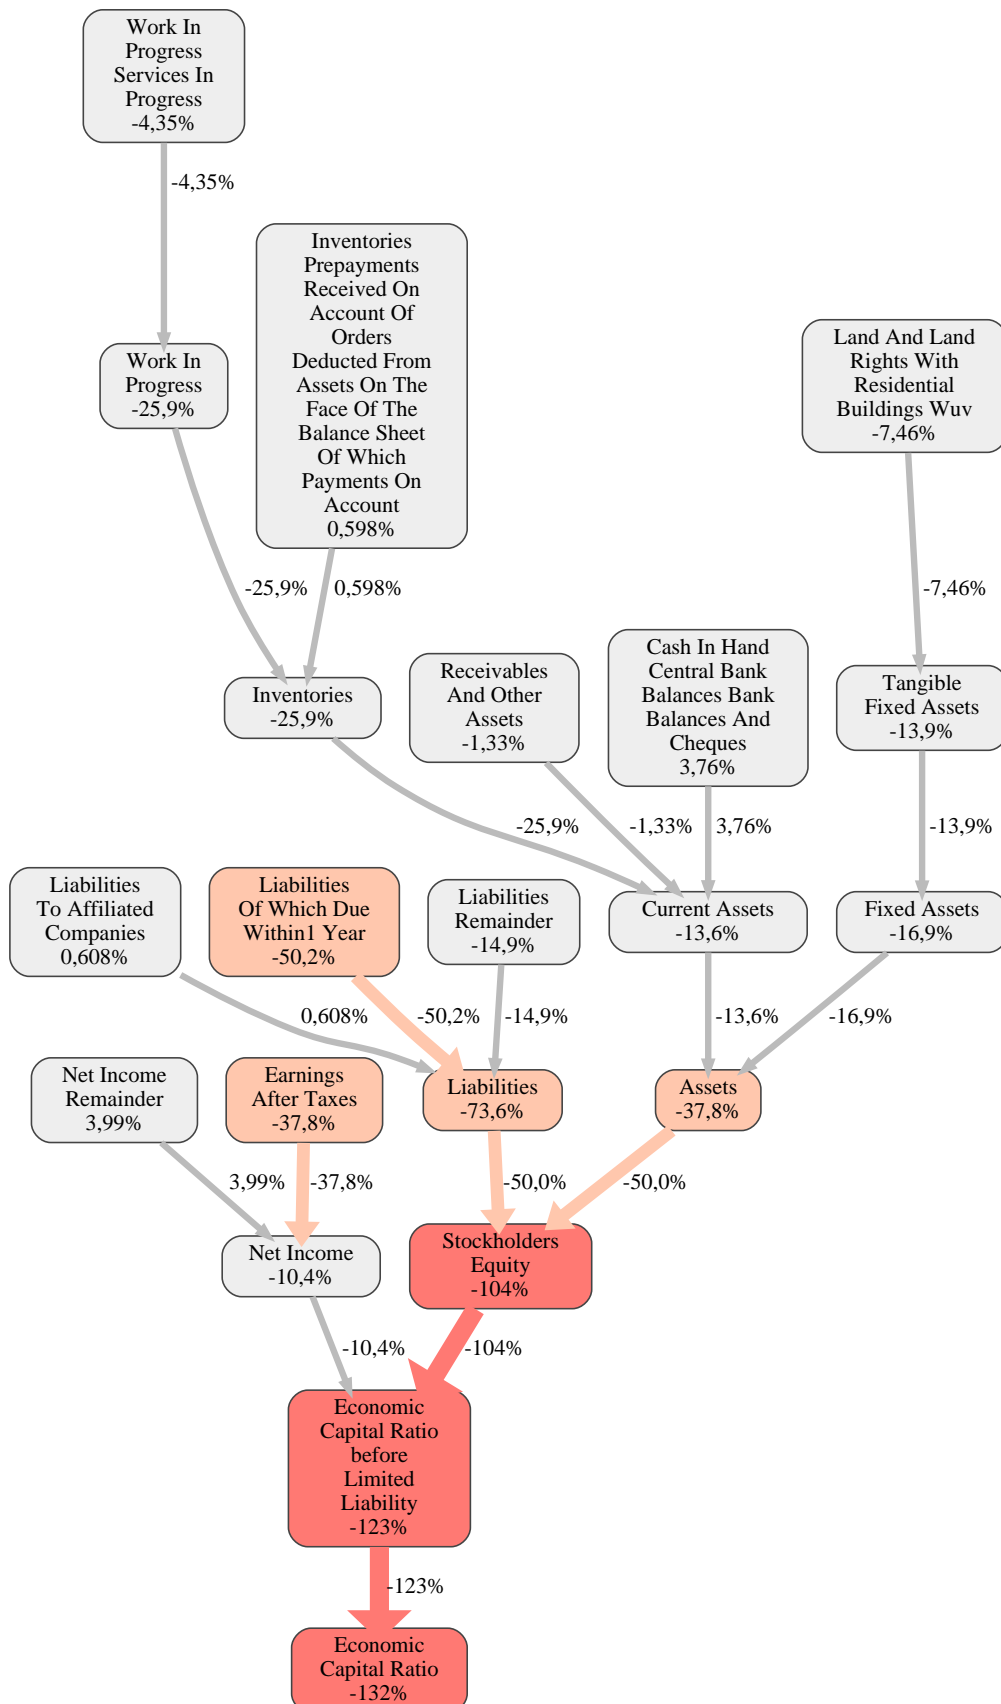 Work In
Progress
Services In
Progress
-4,35%
-4,35%
Inventories
Prepayments
Received On
Account Of
Orders
Deducted From
Assets On The
Face Of The
Balance Sheet
Of Which
Payments On
Account
0,598%
Work In
Progress
-25,9%
Land And Land
Rights With
Residential
Buildings Wuv
-7,46%
-25,9%
0,598%
-7,46%
Inventories
-25,9%
Receivables
And Other
Assets
-1,33%
Cash In Hand
Central Bank
Balances Bank
Balances And
Cheques
3,76%
Tangible
Fixed Assets
-13,9%
-25,9%
-1,33%
3,76%
-13,9%
Liabilities
To Affiliated
Companies
0,608%
Liabilities
Of Which Due
Within1 Year
-50,2%
Liabilities
Remainder
-14,9%
Current Assets
-13,6%
Fixed Assets
-16,9%
0,608%
-50,2%
-14,9%
-13,6%
-16,9%
Net Income
Remainder
3,99%
Earnings
After Taxes
-37,8%
Liabilities
-73,6%
Assets
-37,8%
3,99%
-37,8%
-50,0%
-50,0%
Net Income
-10,4%
Stockholders
Equity
-104%
-10,4%
-104%
Economic
Capital Ratio
before
Limited
Liability
-123%
-123%
Economic
Capital Ratio
-132%